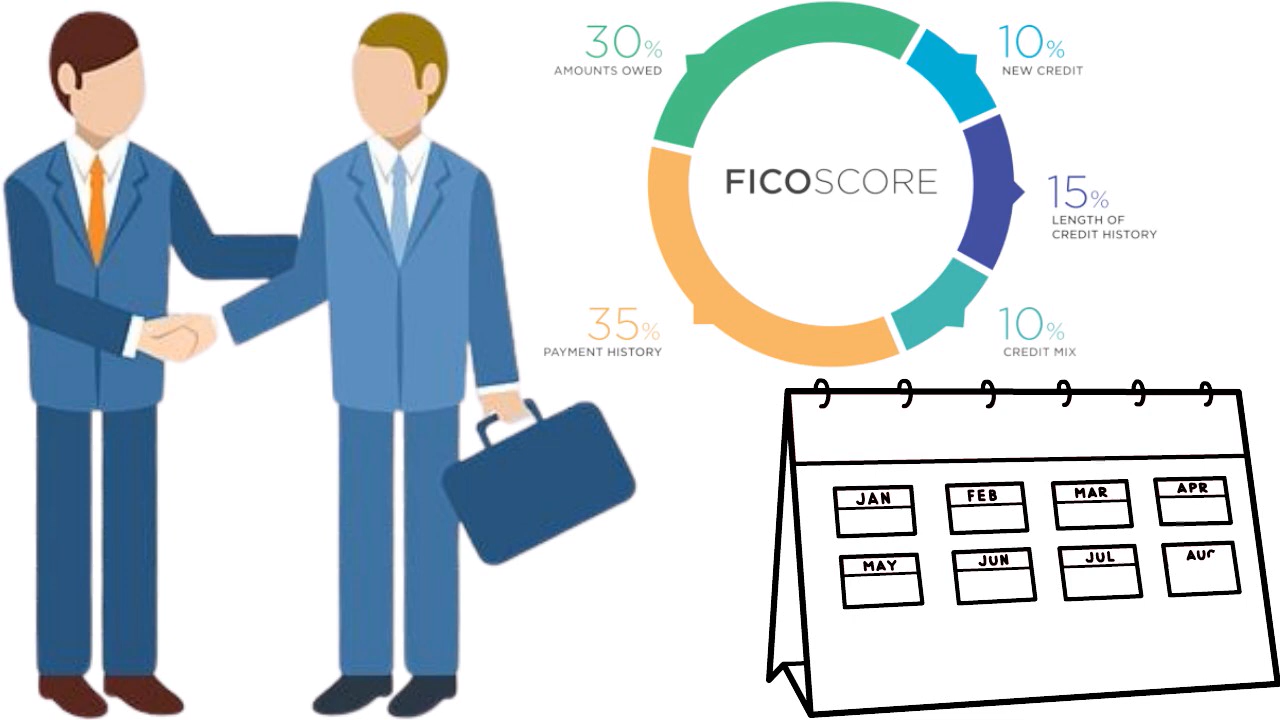 30%
AMOUNTS OWED
10%
NEW CREDIT
FICOSCORE
15%
LENGTH OF
CREDIT HISTORY
35%
PAYMENT HISTORY
10%
CREDIT MIX
JAN FEB MAR APR
MAY JUN JUL